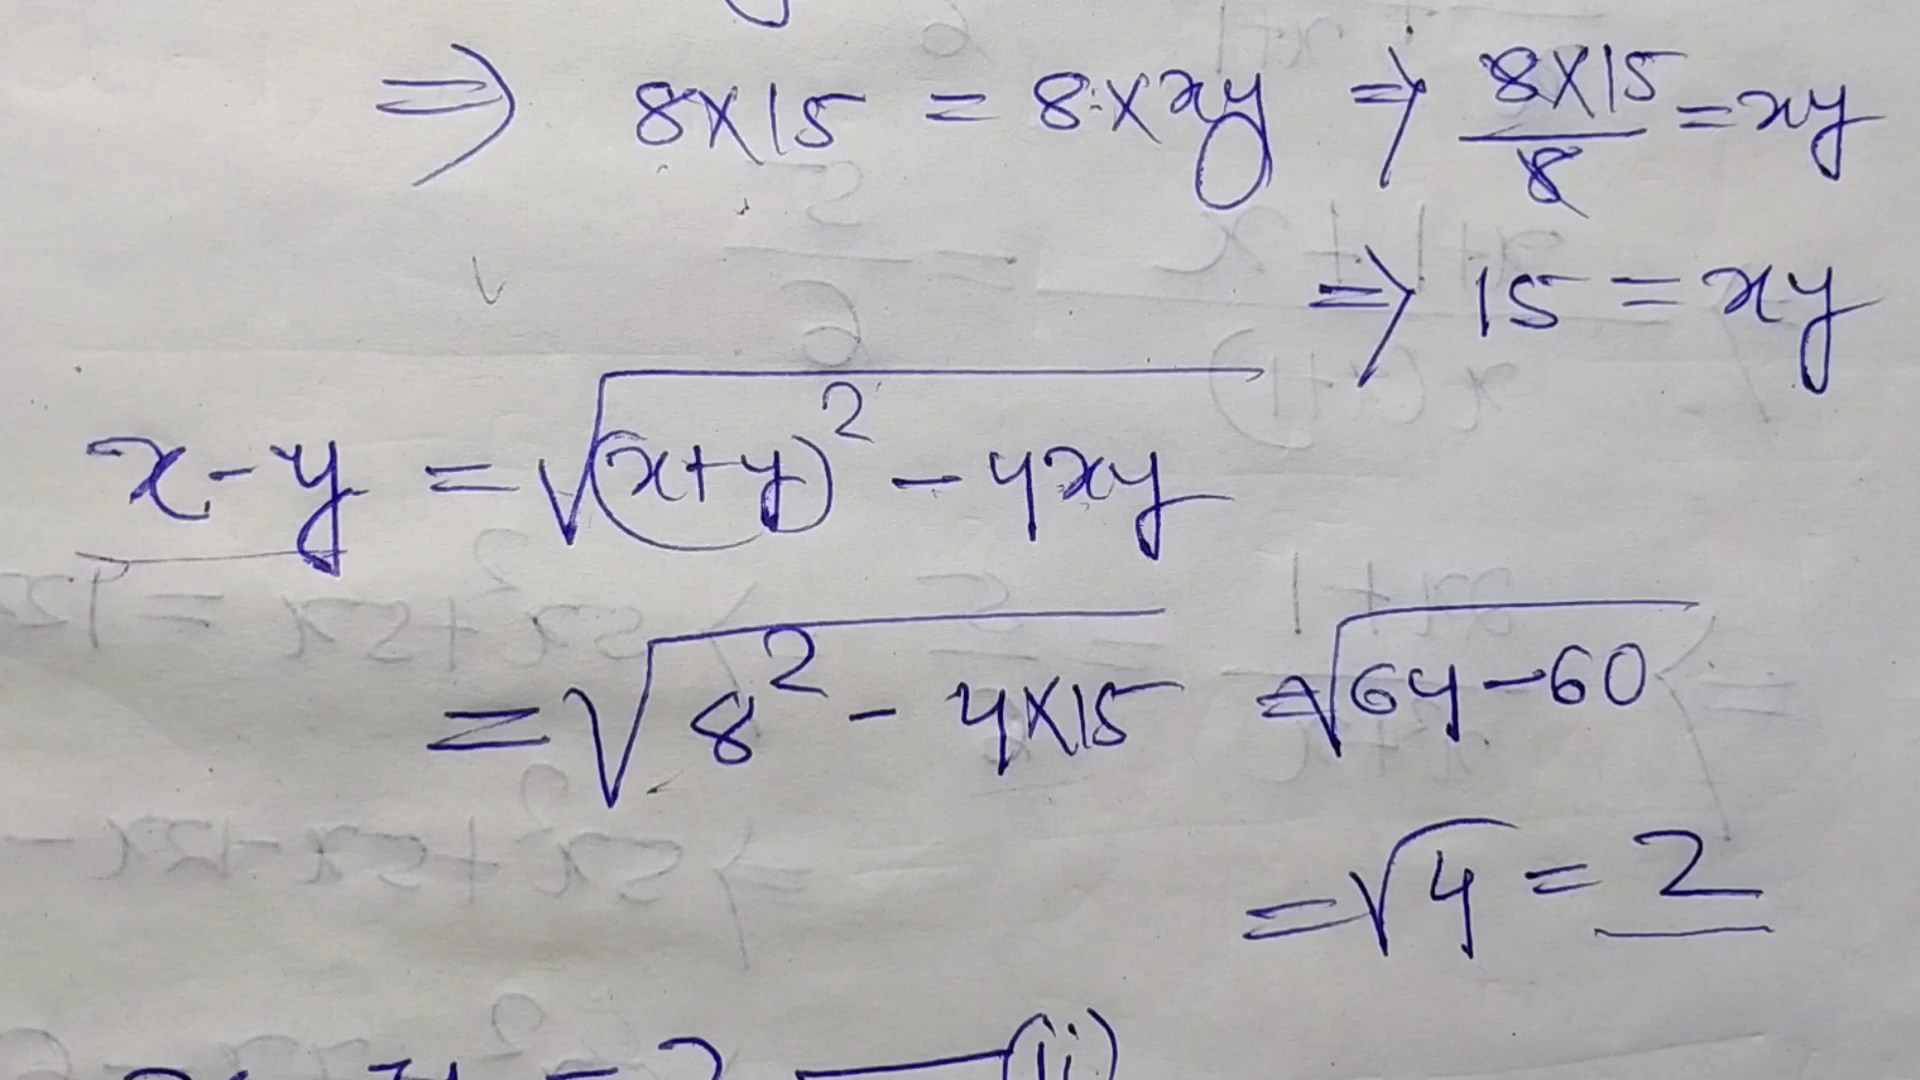 ⇒ 8×15 = 8×xy ⇒ 8×15/8 = xy
⇒ 15 = xy
x-y = √(x+y)² - 4xy
= √8² - 4×15 = √64-60
= √4 = 2
(ii)